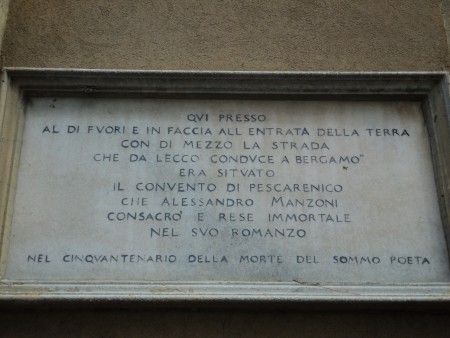 QVI PRESSO
AL DI FVORI E IN FACCIA ALL ENTRATA DELLA TERRA
CON DI MEZZO LA STRADA
CHE DA LECCO CONDVCE A BERGAMO"
ERA SITVATO
IL CONVENTO DI PESCARENICO
CHE ALESSANDRO MANZONI
CONSACRO' E RESE IMMORTALE
NEL SVO ROMANZO
NEL CINQVANTENARIO DELLA MORTE DEL SOMMO POETA